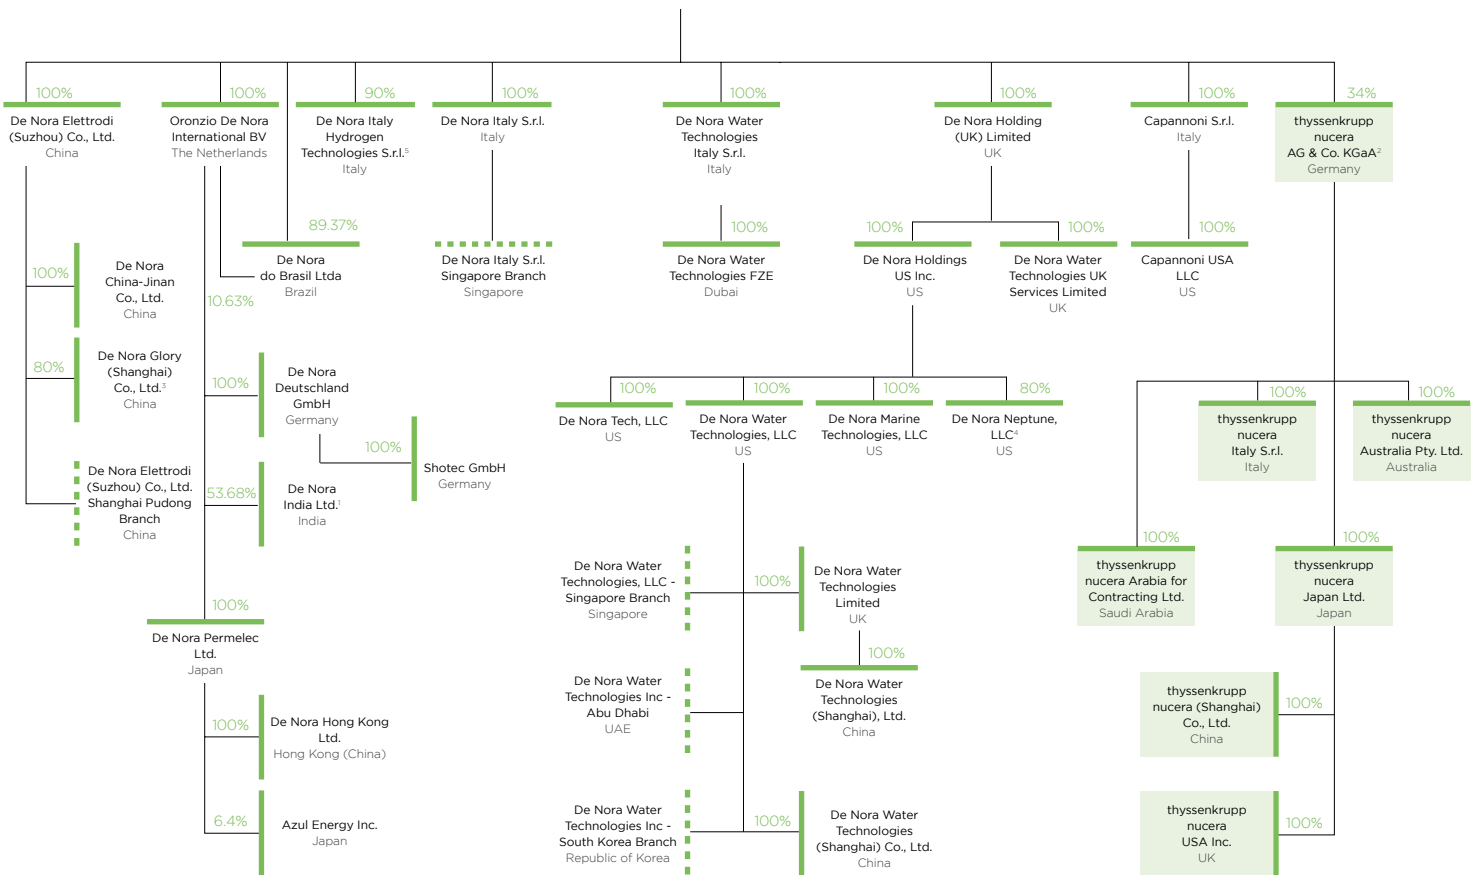 100%
De Nora Elettrodi
(Suzhou) Co., Ltd.
China
100%
Oronzio De Nora
International BV
The Netherlands
90%
De Nora Italy
Hydrogen
Technologies S.r.l.⁵
Italy
100%
De Nora Italy S.r.l.
Italy
100%
De Nora Water
Technologies
Italy S.r.l.
Italy
100%
De Nora Holding
(UK) Limited
UK
100%
Capannoni S.r.l.
Italy
34%
thyssenkrupp
nucera
AG & Co. KGaA²
Germany
100%
De Nora
China-Jinan
Co., Ltd.
China
80%
De Nora Glory
(Shanghai)
Co., Ltd.³
China
De Nora Elettrodi
(Suzhou) Co., Ltd.
Shanghai Pudong
Branch
China
89.37%
De Nora
do Brasil Ltda
Brazil
10.63%
100%
De Nora
Deutschland
GmbH
Germany
100%
Shotec GmbH
Germany
53.68%
De Nora
India Ltd.¹
India
100%
De Nora Permelec
Ltd.
Japan
100%
De Nora Hong Kong
Ltd.
Hong Kong (China)
6.4%
Azul Energy Inc.
Japan
De Nora Italy S.r.l.
Singapore Branch
Singapore
100%
De Nora Water
Technologies FZE
Dubai
100%
De Nora Holdings
US Inc.
US
100%
De Nora Water
Technologies UK
Services Limited
UK
100%
Capannoni USA
LLC
US
100%
De Nora Tech, LLC
US
100%
De Nora Water
Technologies, LLC
US
100%
De Nora Marine
Technologies, LLC
US
80%
De Nora Neptune,
LLC⁴
US
De Nora Water
Technologies, LLC -
Singapore Branch
Singapore
100%
De Nora Water
Technologies
Limited
UK
100%
De Nora Water
Technologies
(Shanghai), Ltd.
China
De Nora Water
Technologies Inc -
Abu Dhabi
UAE
De Nora Water
Technologies Inc -
South Korea Branch
Republic of Korea
100%
De Nora Water
Technologies
(Shanghai) Co., Ltd.
China
100%
thyssenkrupp
nucera
Italy S.r.l.
Italy
100%
thyssenkrupp
nucera
Australia Pty. Ltd.
Australia
100%
thyssenkrupp
nucera Arabia for
Contracting Ltd.
Saudi Arabia
100%
thyssenkrupp
nucera
Japan Ltd.
Japan
thyssenkrupp
nucera (Shanghai)
Co., Ltd.
China
100%
thyssenkrupp
nucera
USA Inc.
UK
100%